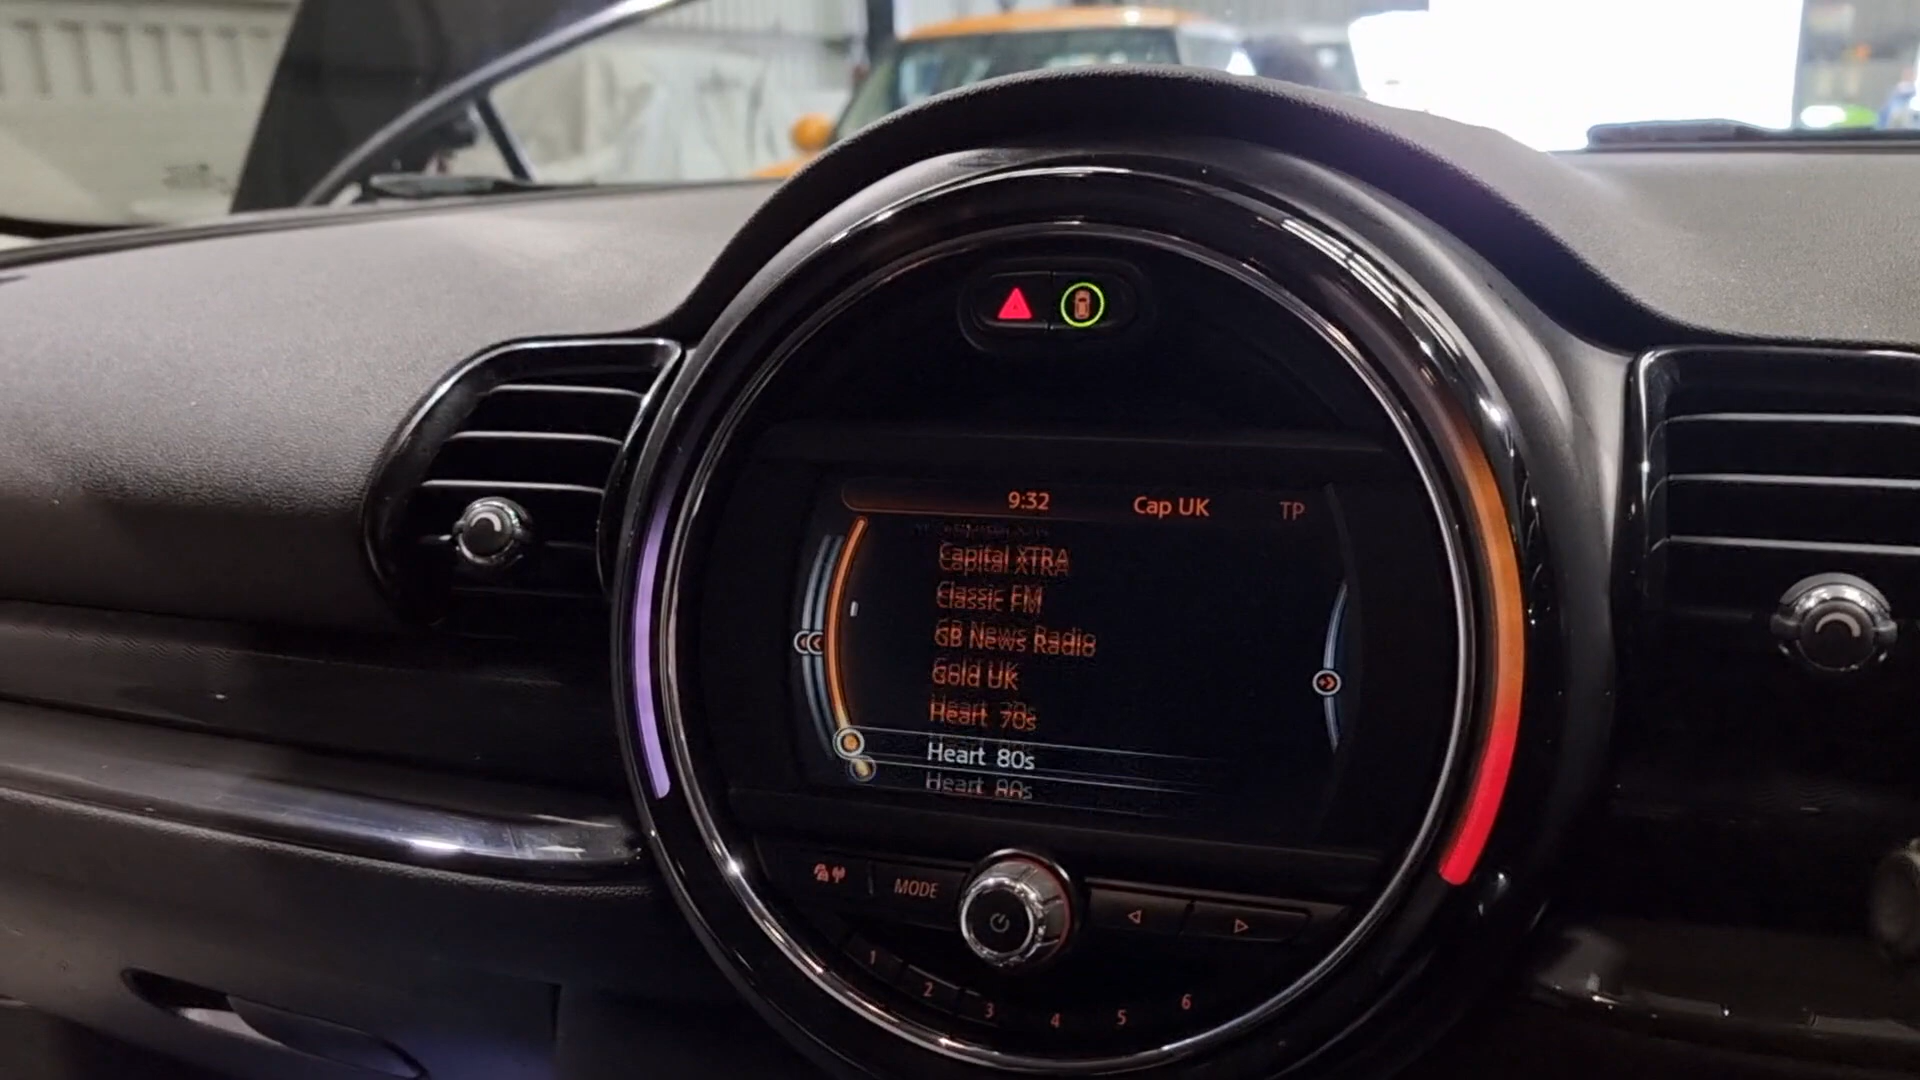 9:32 Cap UK TP
Capital XTRA
Classic FM
GB News Radio
Gold UK
Heart 70s
Heart 80s
Heart 90s
MODE
1 2 3 4 5 6